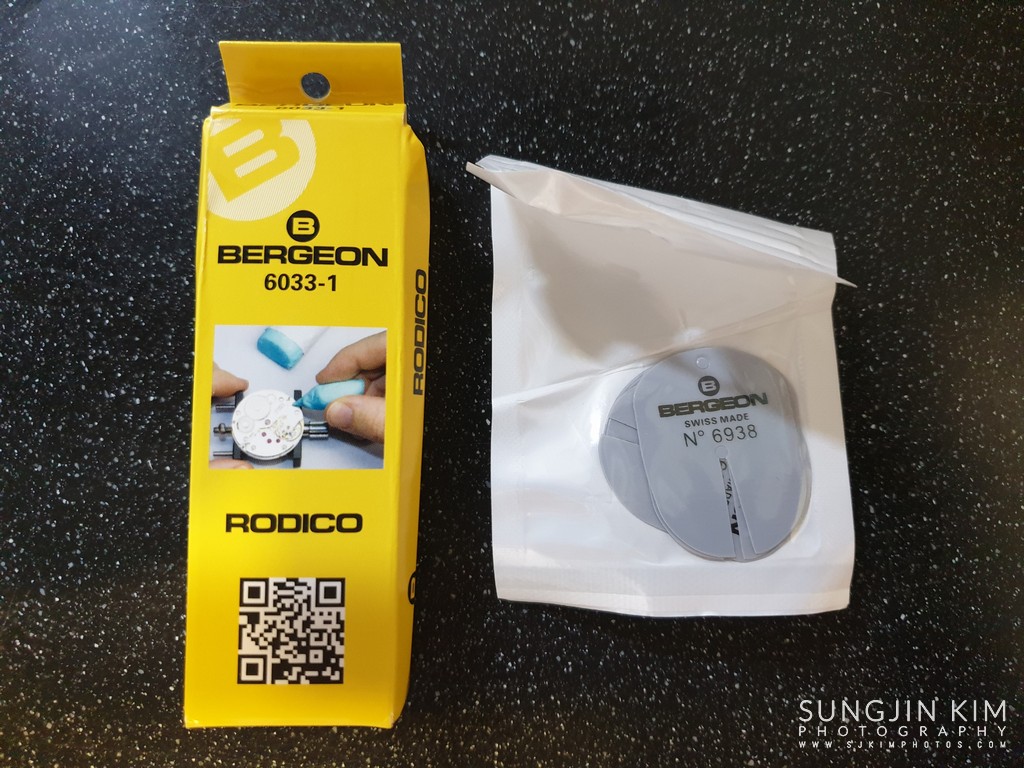 B
B
BERGEON
6033-1
RODICO
RODICO
B
BERGEON
SWISS MADE
N° 6938
SUNGJIN KIM
PHOTOGRAPHY
WWW.SJKIMPHOTOS.COM